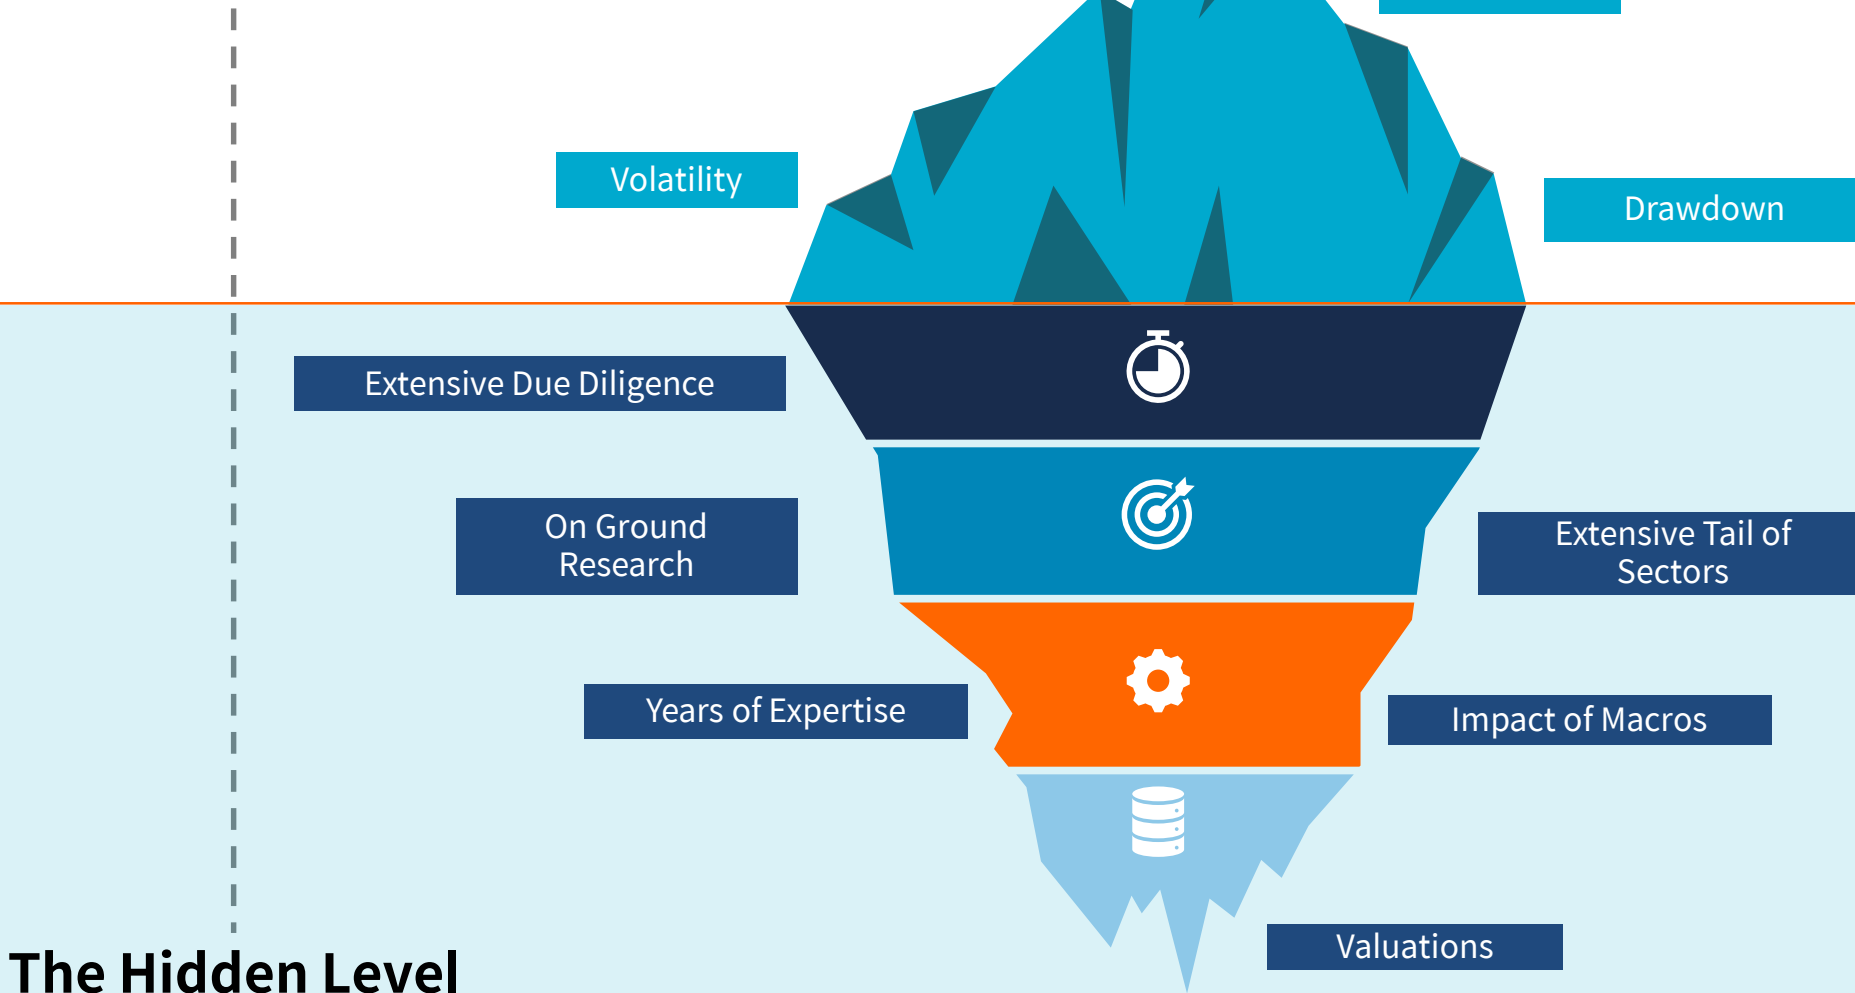 Volatility
Drawdown
Extensive Due Diligence
On Ground
Research
Extensive Tail of
Sectors
Years of Expertise
Impact of Macros
Valuations
The Hidden Level